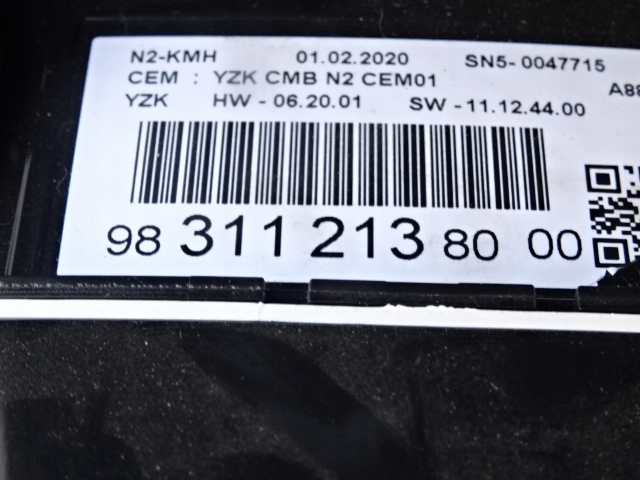 N2-KMH 01.02.2020 SN5- 0047715
CEM : YZK CMB N2 CEM01 A88
YZK HW - 06.20.01 SW -11.12.44.00
98 311 213 80 00